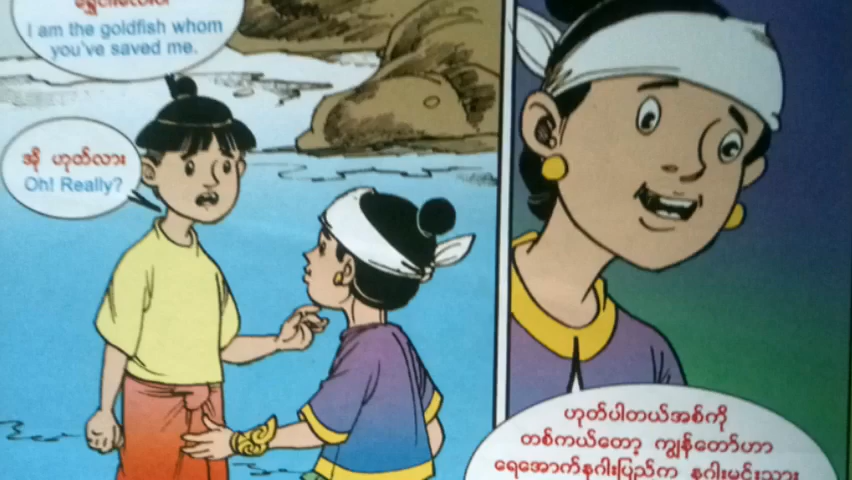 I am the goldfish whom
you've saved me.
အို ဟုတ်လား
Oh! Really?
ဟုတ်ပါတယ်အစ်ကို
တစ်ကယ်တော့ ကျွန်တော်ဟာ
ရေအောက်နဂါးပြည်က နဂါးမင်းသား